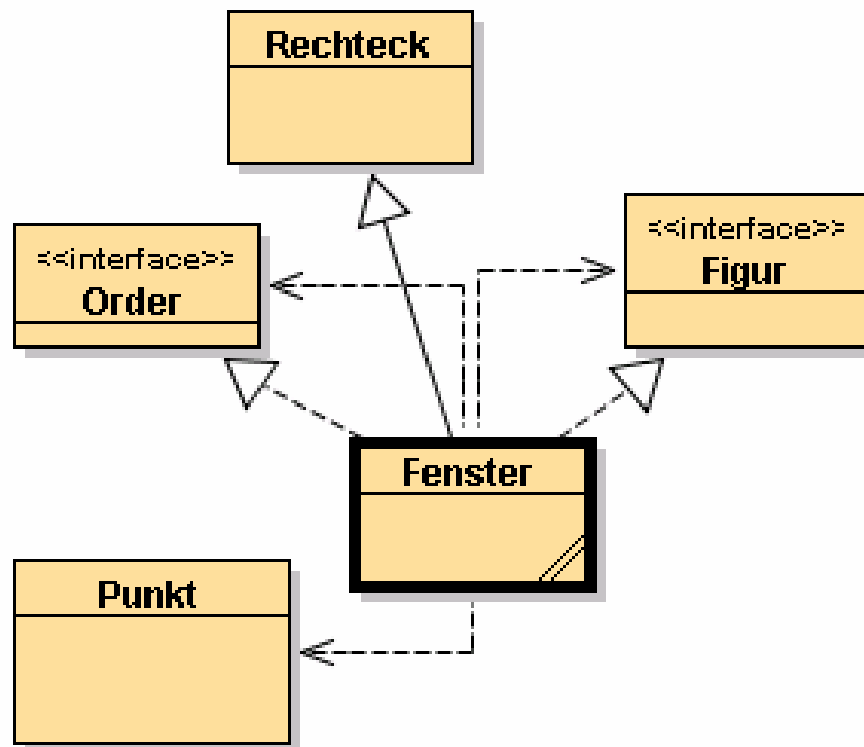 Rechteck
<<interface>>
Order
<<interface>>
Figur
Fenster
Punkt